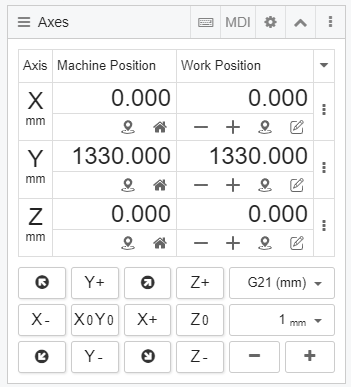 Axes MDI
Axis Machine Position Work Position
X mm 0.000 0.000
Y mm 1330.000 1330.000
Z mm 0.000 0.000
Y+ Z+ G21 (mm)
X- X0Y0 X+ Z0 1 mm
Y- Z-